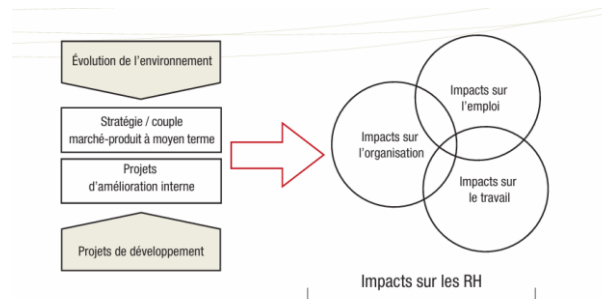 Évolution de l'environnement
Stratégie / couple
marché-produit à moyen terme
Projets
d'amélioration interne
Projets de développement
Impacts sur
l'emploi
Impacts sur
l'organisation
Impacts sur
le travail
Impacts sur les RH